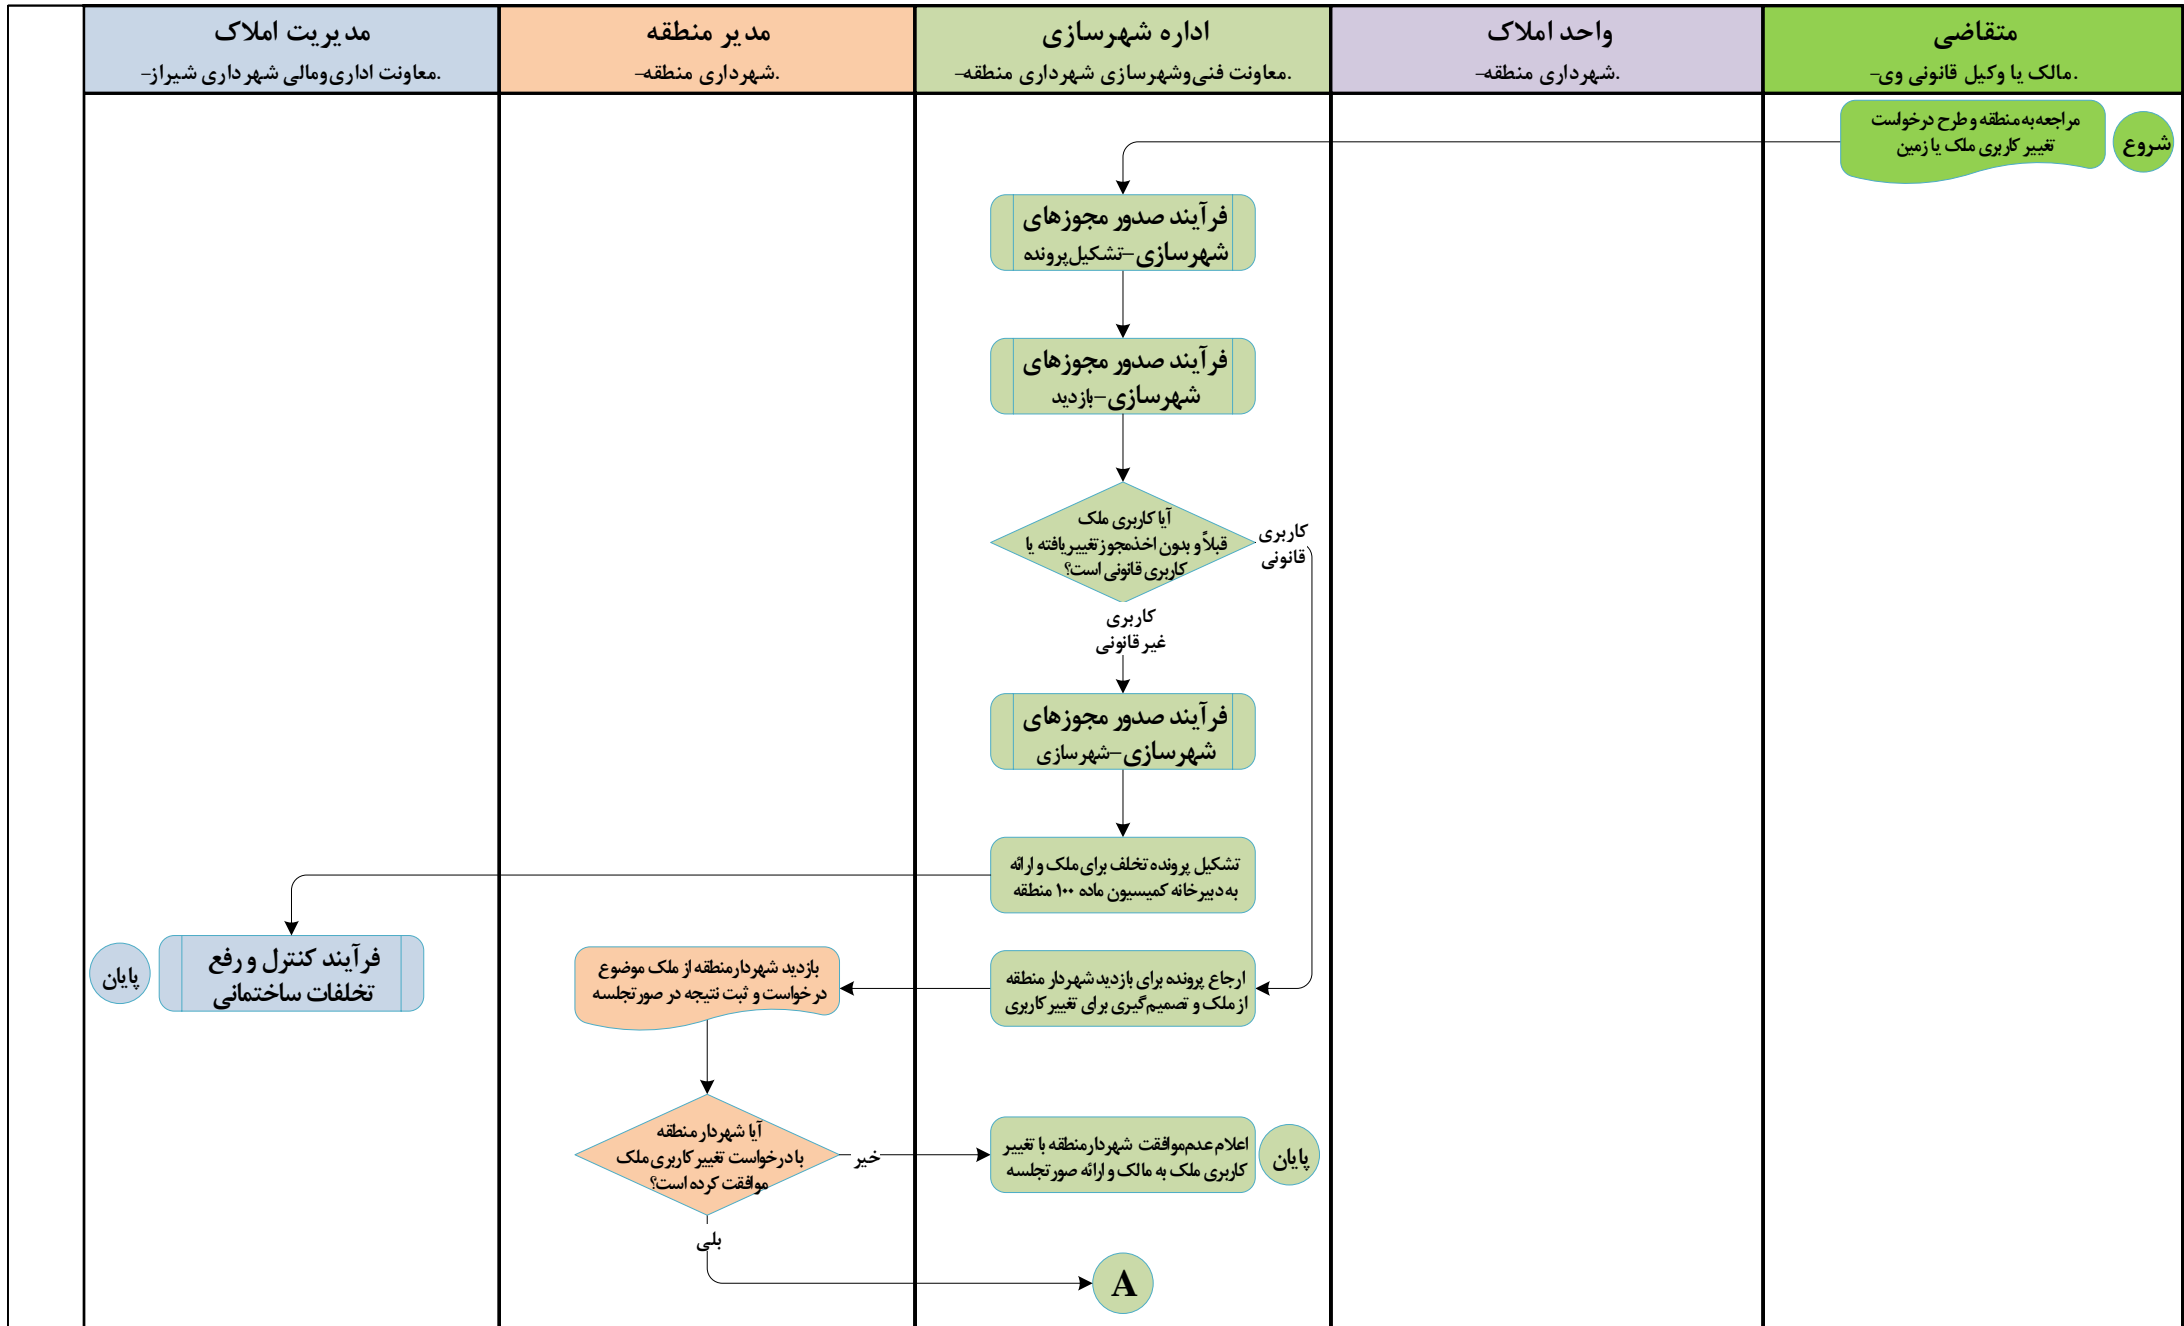 متقاضی
-مالک یا وکیل قانونی وی.
واحد املاک
-شهرداری منطقه.
اداره شهرسازی
-معاونت فنی‌وشهرسازی شهرداری منطقه.
مدیر منطقه
-شهرداری منطقه.
مدیریت املاک
-معاونت اداری‌ومالی شهرداری شیراز.
شروع
مراجعه به منطقه و طرح درخواست
تغییر کاربری ملک یا زمین
فرآیند صدور مجوزهای
شهرسازی-تشکیل‌پرونده
فرآیند صدور مجوزهای
شهرسازی-بازدید
آیا کاربری ملک
قبلاً و بدون اخذمجوز تغییریافته یا
کاربری قانونی است؟
کاربری
قانونی
کاربری
غیر قانونی
فرآیند صدور مجوزهای
شهرسازی-شهرسازی
تشکیل پرونده تخلف برای ملک و ارائه
به دبیرخانه کمیسیون ماده ۱۰۰ منطقه
فرآیند کنترل و رفع
تخلفات ساختمانی
پایان
ارجاع پرونده برای بازدید شهردار منطقه
از ملک و تصمیم‌گیری برای تغییر کاربری
بازدید شهردار منطقه از ملک موضوع
درخواست و ثبت نتیجه در صورتجلسه
آیا شهردار منطقه
با درخواست تغییر کاربری ملک
موافقت کرده است؟
خیر
اعلام عدم‌موافقت شهردار منطقه با تغییر
کاربری ملک به مالک و ارائه صورتجلسه
پایان
بلی
A